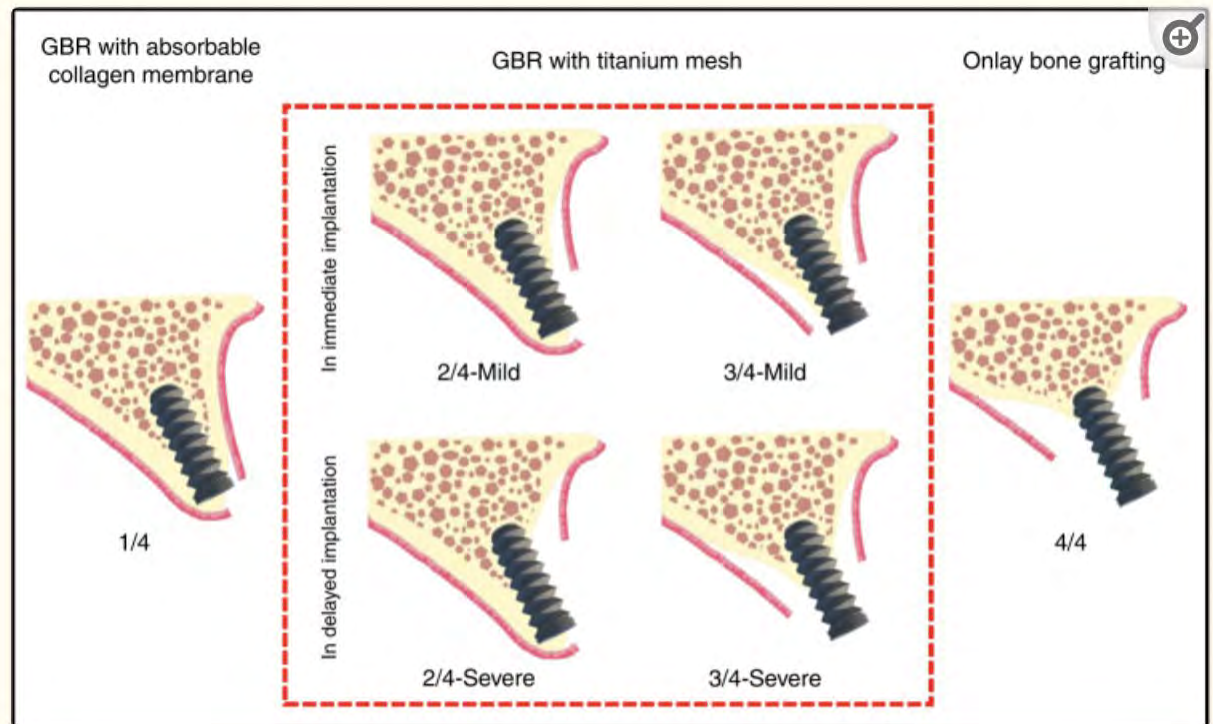 GBR with absorbable
collagen membrane
GBR with titanium mesh
Onlay bone grafting
In immediate implantation
2/4-Mild
3/4-Mild
1/4
4/4
In delayed implantation
2/4-Severe
3/4-Severe